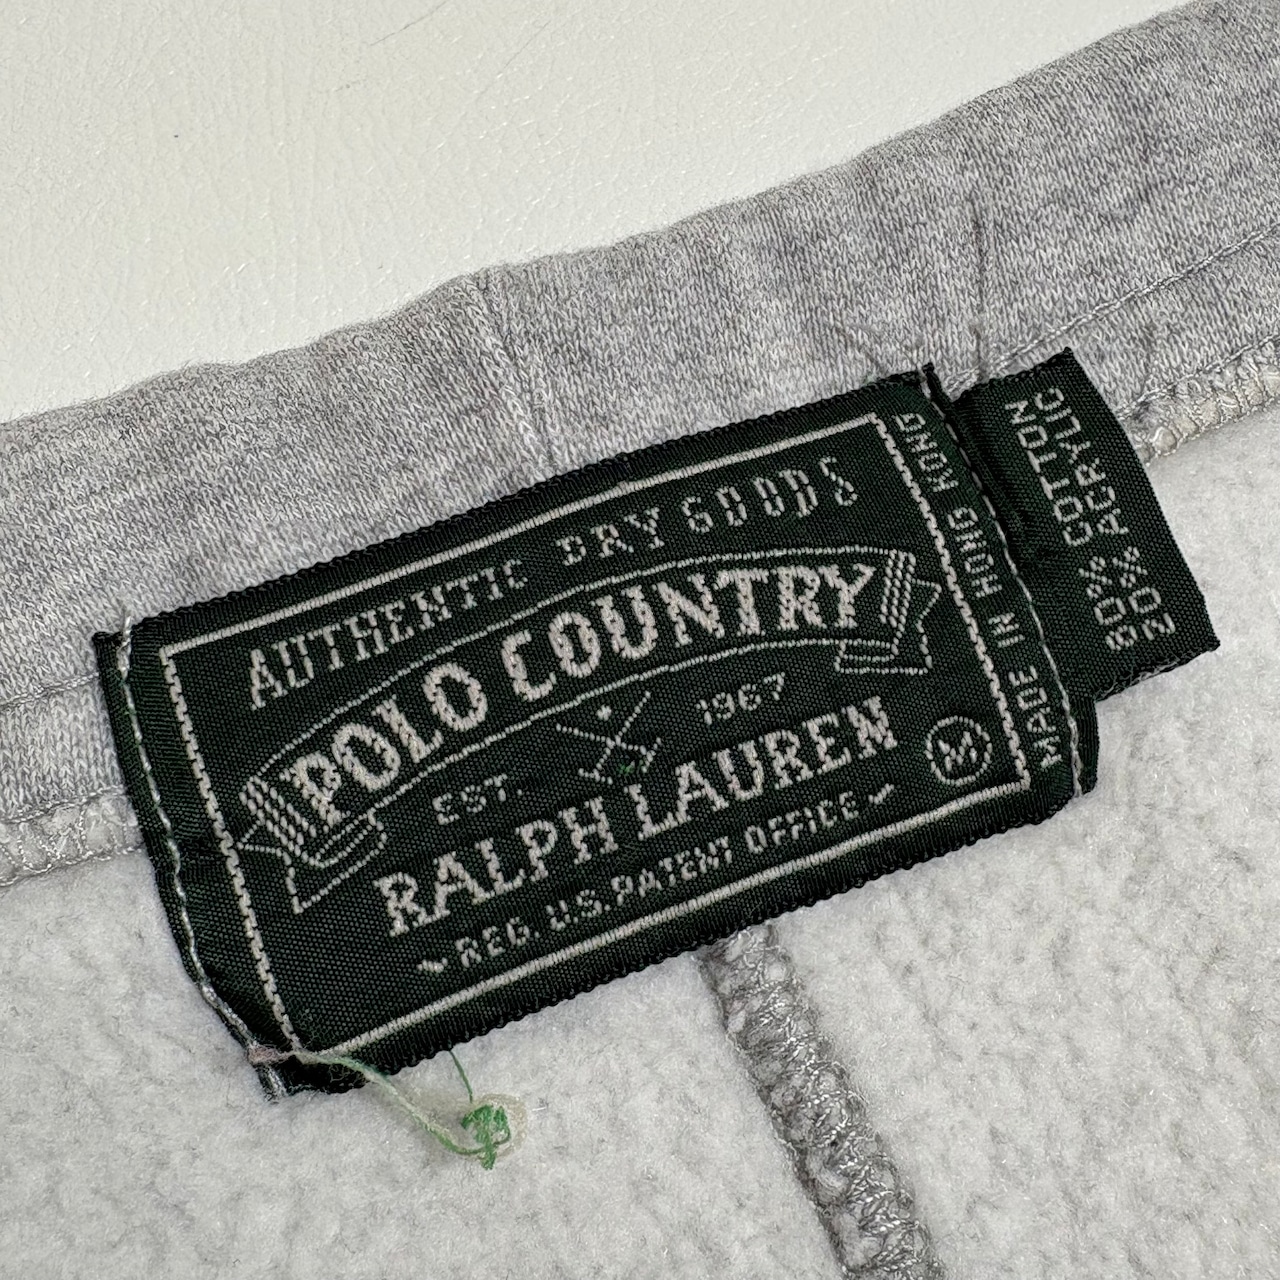 AUTHENTIC DRY GOODS
POLO COUNTRY
EST. 1967
RALPH LAUREN
REG. U.S. PATENT OFFICE
M
MADE IN HONG KONG
80% COTTON
20% ACRYLIC